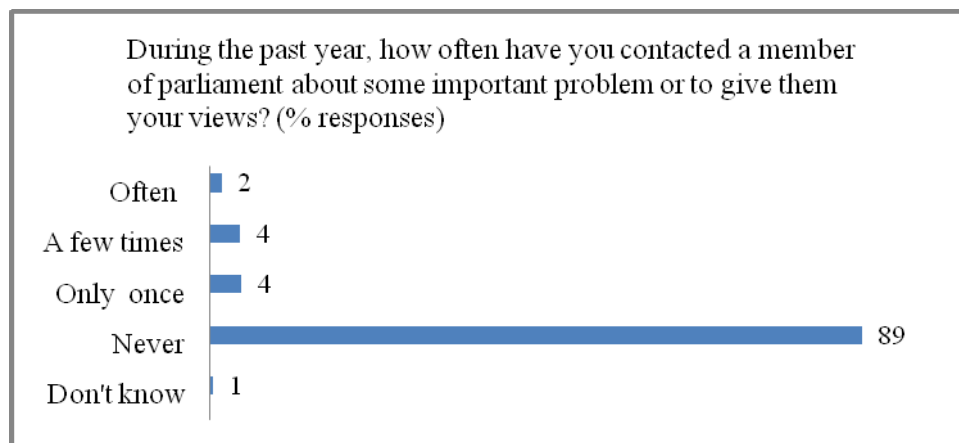 During the past year, how often have you contacted a member
of parliament about some important problem or to give them
your views? (% responses)
Often 2
A few times 4
Only once 4
Never 89
Don't know 1